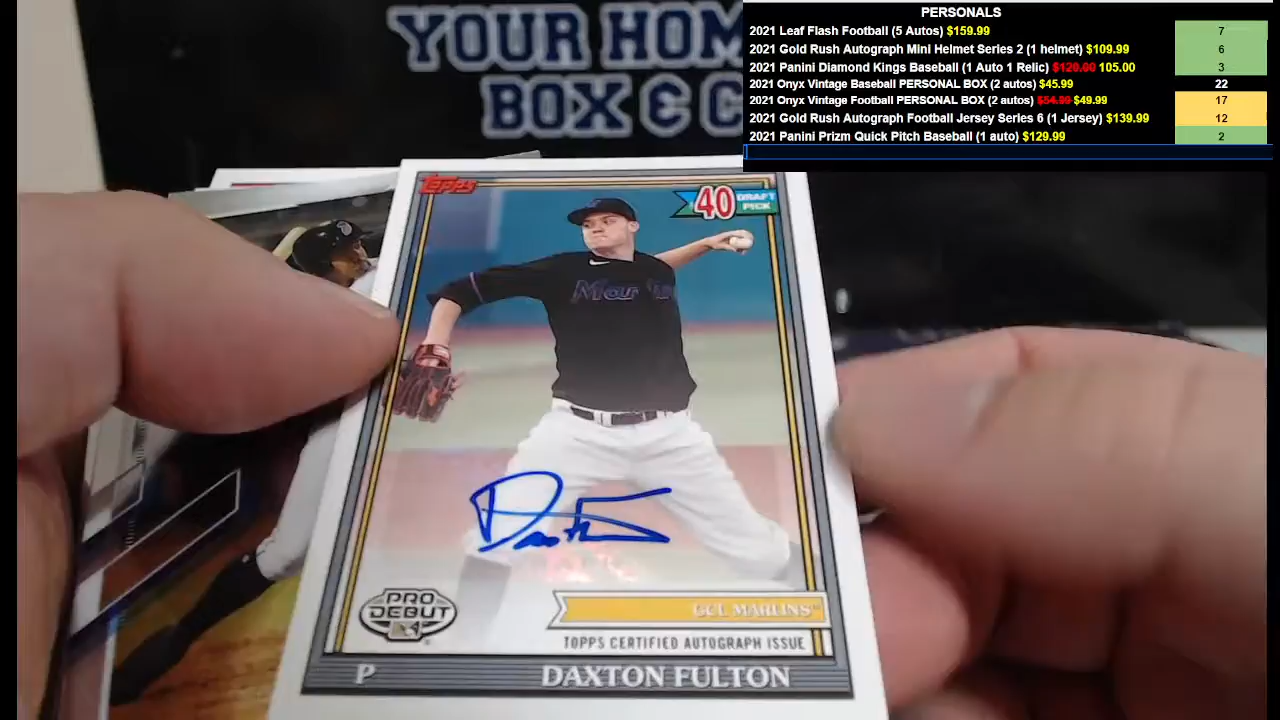 YOUR HOM
BOX & C
PERSONALS
2021 Leaf Flash Football (5 Autos) $159.99 7
2021 Gold Rush Autograph Mini Helmet Series 2 (1 helmet) $109.99 6
2021 Panini Diamond Kings Baseball (1 Auto 1 Relic) $120.00 105.00 3
2021 Onyx Vintage Baseball PERSONAL BOX (2 autos) $45.99 22
2021 Onyx Vintage Football PERSONAL BOX (2 autos) $54.99 $49.99 17
2021 Gold Rush Autograph Football Jersey Series 6 (1 Jersey) $139.99 12
2021 Panini Prizm Quick Pitch Baseball (1 auto) $129.99 2
Topps
40 DRAFT
PICK
PRO
DEBUT
GCL MARLINS™
TOPPS CERTIFIED AUTOGRAPH ISSUE
P DAXTON FULTON